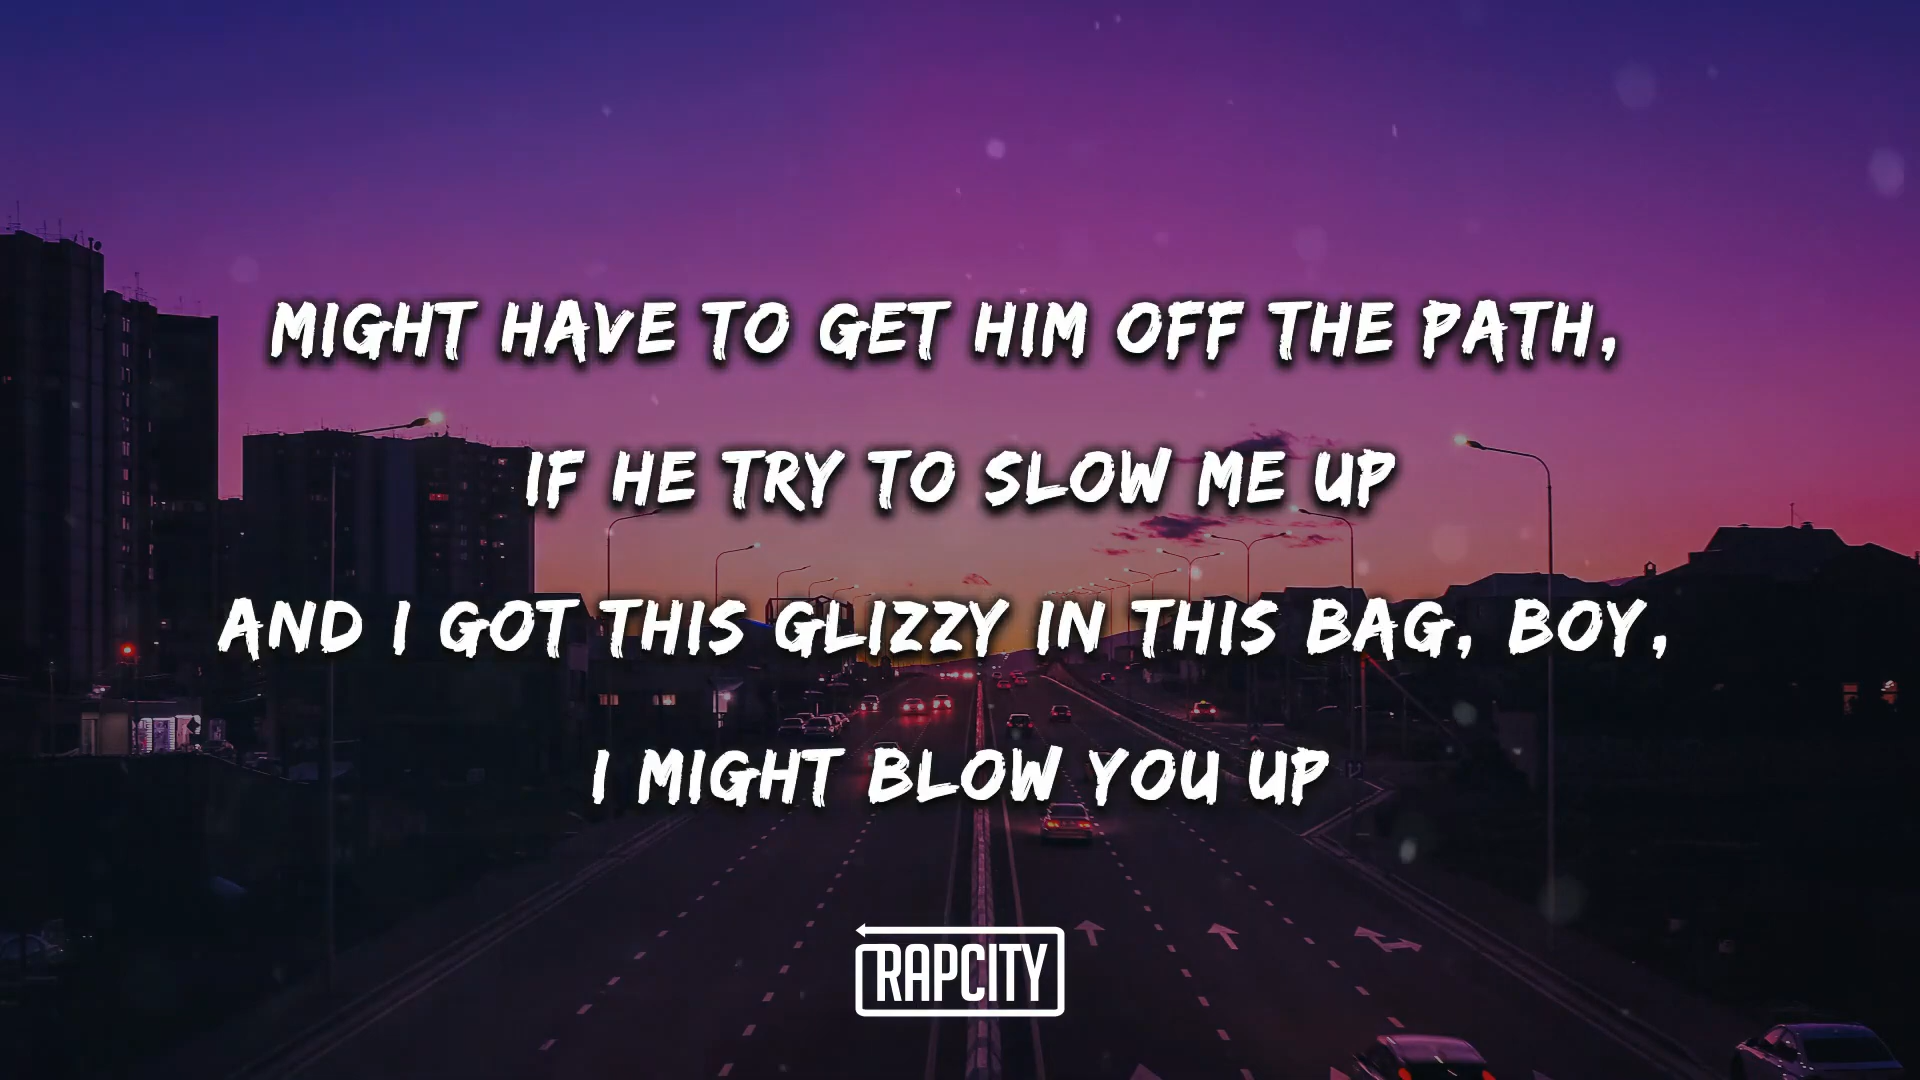 MIGHT HAVE TO GET HIM OFF THE PATH,
IF HE TRY TO SLOW ME UP
AND I GOT THIS GLIZZY IN THIS BAG, BOY,
I MIGHT BLOW YOU UP
RAPCITY